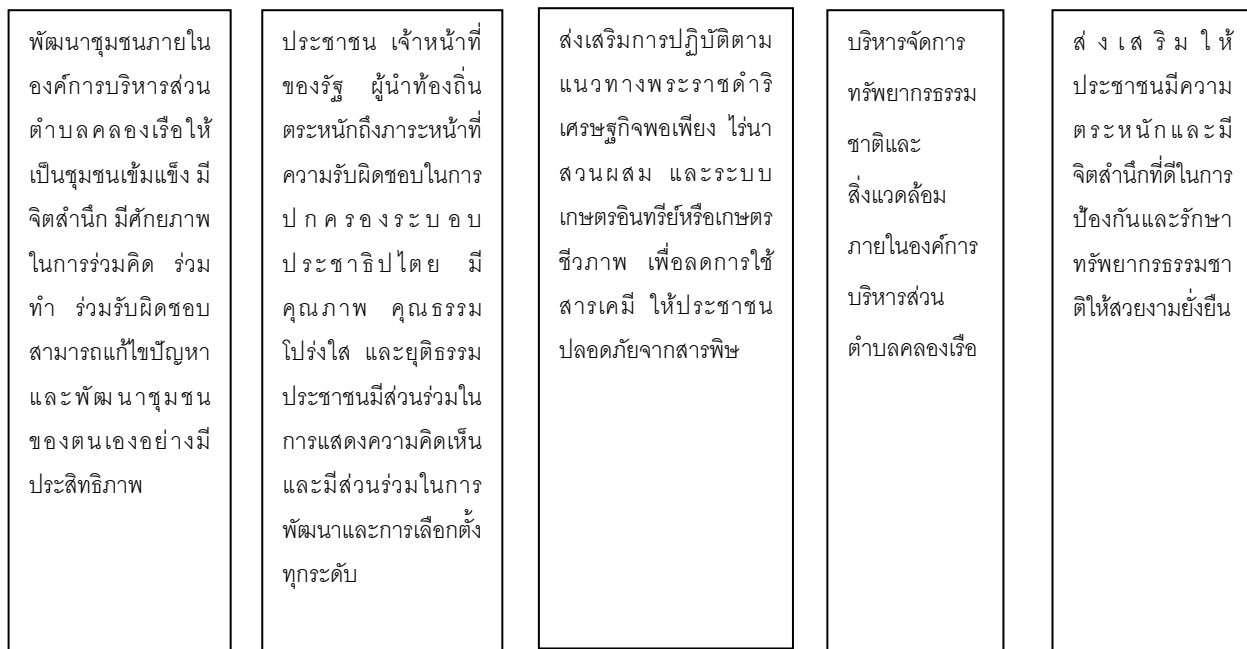 พัฒนาชุมชนภายใน
องค์การบริหารส่วน
ตำบลคลองเรือให้
เป็นชุมชนเข้มแข็ง มี
จิตสำนึก มีศักยภาพ
ในการร่วมคิด ร่วม
ทำ ร่วมรับผิดชอบ
สามารถแก้ไขปัญหา
และพัฒนาชุมชน
ของตนเองอย่างมี
ประสิทธิภาพ
ประชาชน เจ้าหน้าที่
ของรัฐ ผู้นำท้องถิ่น
ตระหนักถึงภาระหน้าที่
ความรับผิดชอบในการ
ปกครองระบอบ
ประชาธิปไตย มี
คุณภาพ คุณธรรม
โปร่งใส และยุติธรรม
ประชาชนมีส่วนร่วมใน
การแสดงความคิดเห็น
และมีส่วนร่วมในการ
พัฒนาและการเลือกตั้ง
ทุกระดับ
ส่งเสริมการปฏิบัติตาม
แนวทางพระราชดำริ
เศรษฐกิจพอเพียง ไร่นา
สวนผสม และระบบ
เกษตรอินทรีย์หรือเกษตร
ชีวภาพ เพื่อลดการใช้
สารเคมี ให้ประชาชน
ปลอดภัยจากสารพิษ
บริหารจัดการ
ทรัพยากรธรรม
ชาติและ
สิ่งแวดล้อม
ภายในองค์การ
บริหารส่วน
ตำบลคลองเรือ
ส่งเสริมให้
ประชาชนมีความ
ตระหนักและมี
จิตสำนึกที่ดีในการ
ป้องกันและรักษา
ทรัพยากรธรรมชา
ติให้สวยงามยั่งยืน